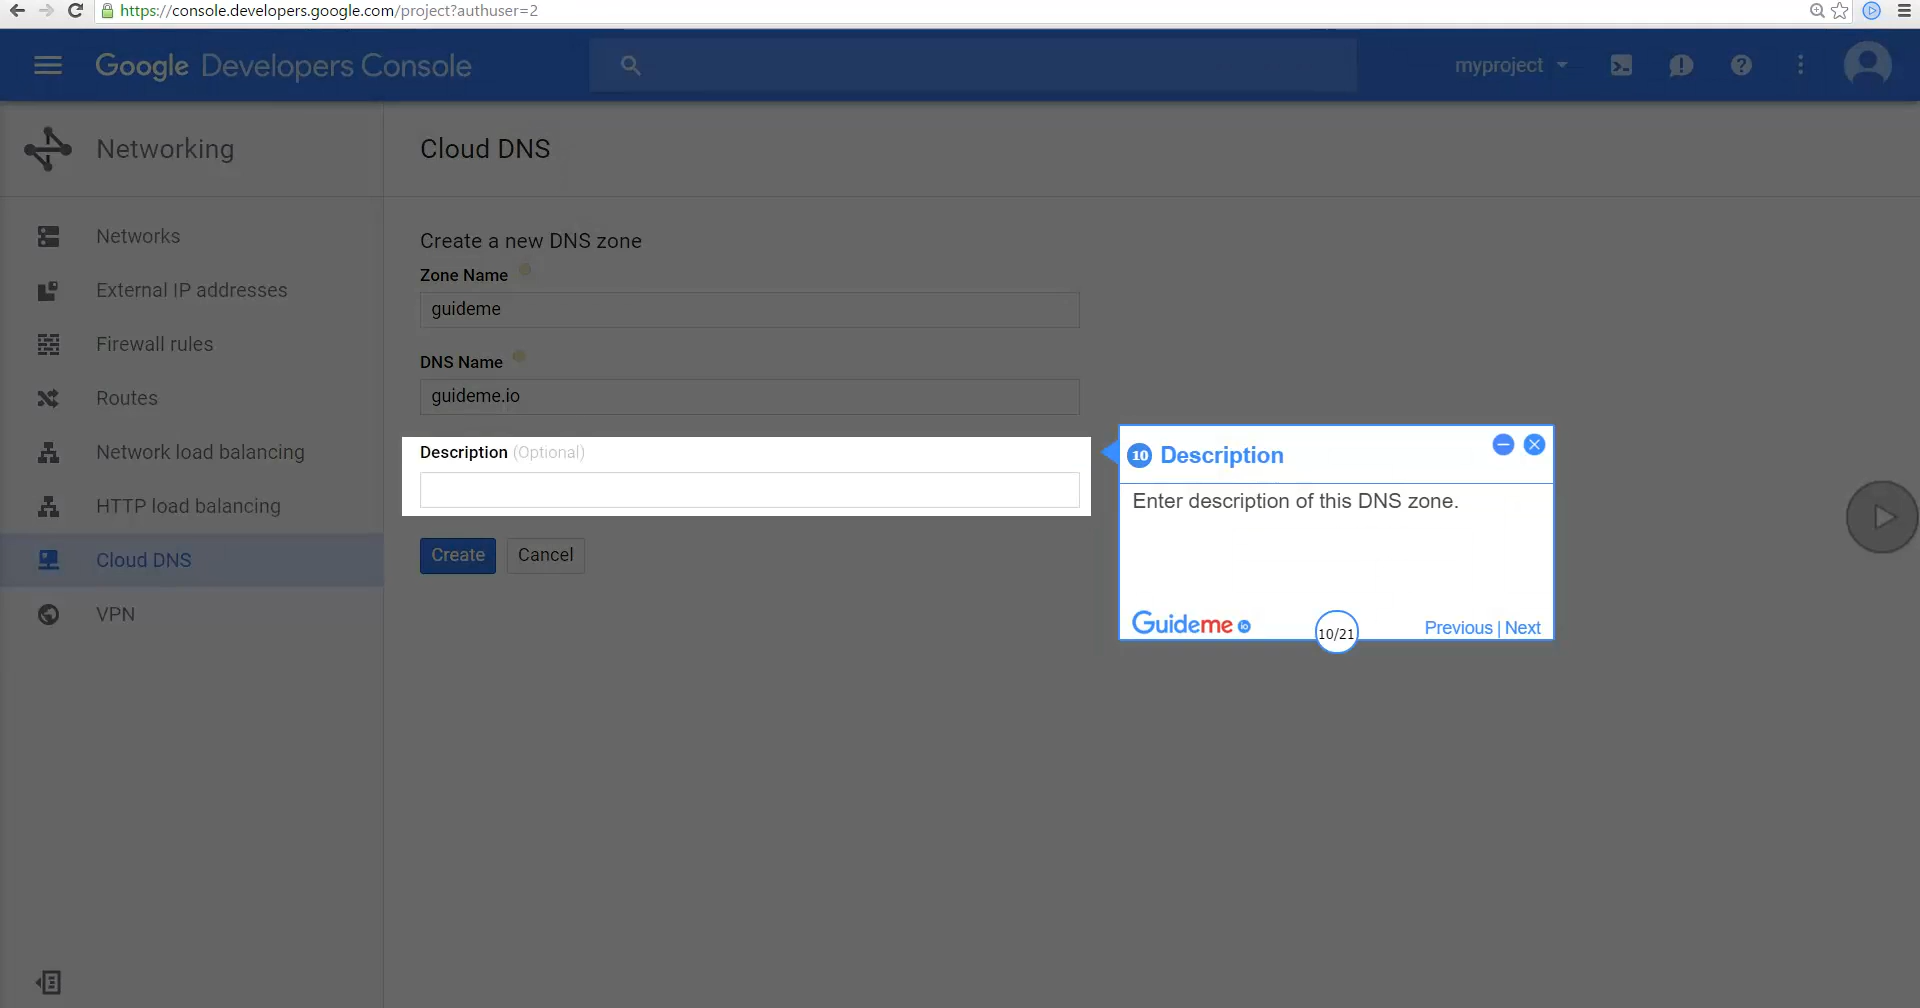 https://console.developers.google.com/project?authuser=2
Google Developers Console
myproject
Networking
Cloud DNS
Networks
External IP addresses
Firewall rules
Routes
Network load balancing
HTTP load balancing
Cloud DNS
VPN
Create a new DNS zone
Zone Name
guideme
DNS Name
guideme.io
Description (Optional)
Create Cancel
10 Description
Enter description of this DNS zone.
Guideme io
10/21
Previous | Next